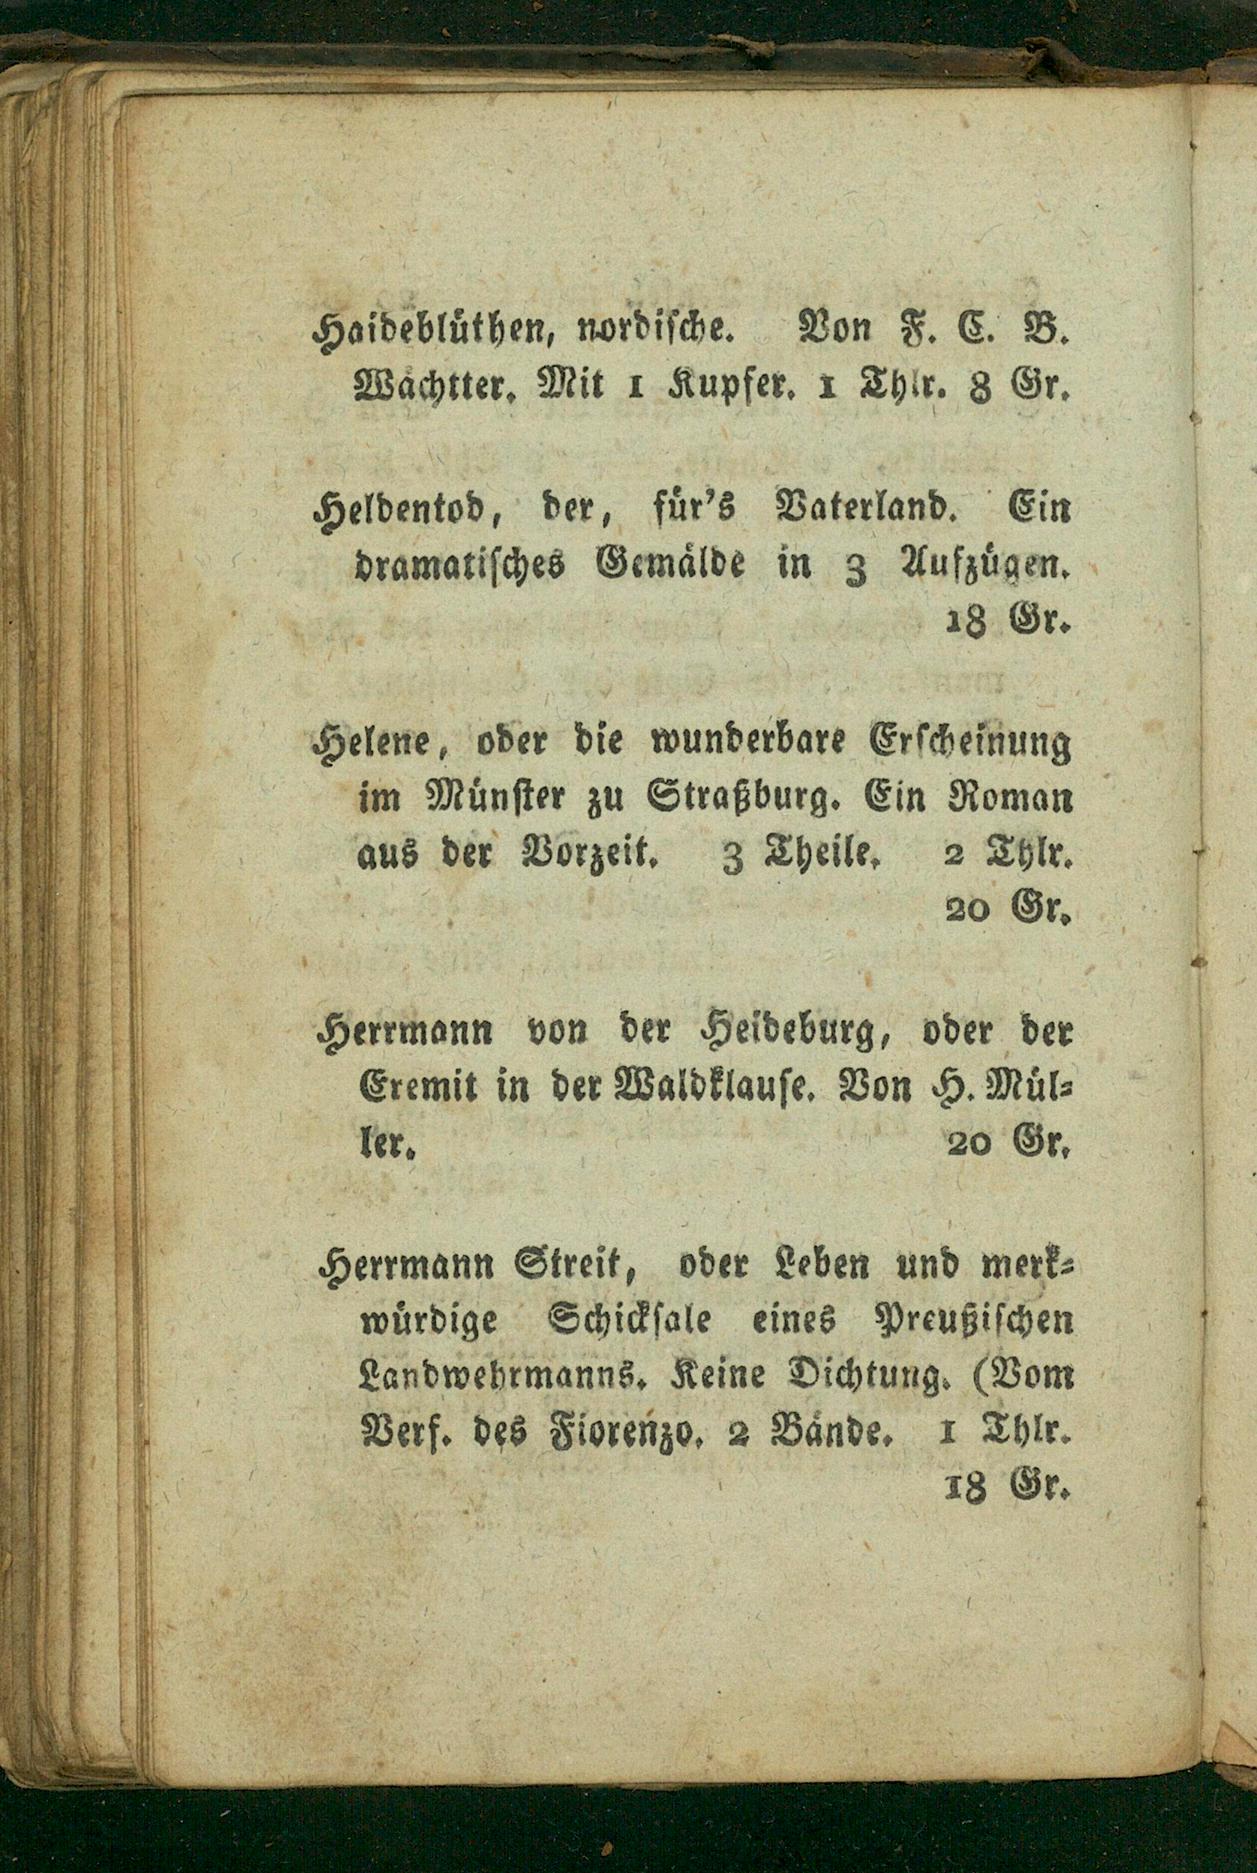 Haideblüthen, nordische. Von F. C. B.
Wächtter. Mit 1 Kupfer. 1 Thlr. 8 Gr.
Heldentod, der, für's Vaterland. Ein
dramatisches Gemälde in 3 Aufzügen.
18 Gr.
Helene, oder die wunderbare Erscheinung
im Münster zu Straßburg. Ein Roman
aus der Vorzeit. 3 Theile. 2 Thlr.
20 Gr.
Herrmann von der Heideburg, oder der
Eremit in der Waldklause. Von H. Mül-
ler. 20 Gr.
Herrmann Streit, oder Leben und merk-
würdige Schicksale eines Preußischen
Landwehrmanns. Keine Dichtung. (Vom
Verf. des Fiorenzo. 2 Bände. 1 Thlr.
18 Gr.